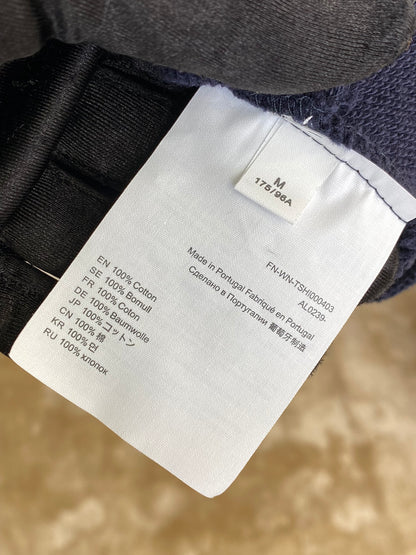 M
175/96A
FN-WN-TSHI000403
AL0239-
Made in Portugal Fabriqué en Portugal
Сделано в Португалии 葡萄牙制造
EN 100% Cotton
SE 100% Bomull
FR 100% Cotton
DE 100% Baumwolle
JP 100% コットン
CN 100% 棉
KR 100% 면
RU 100% хлопок